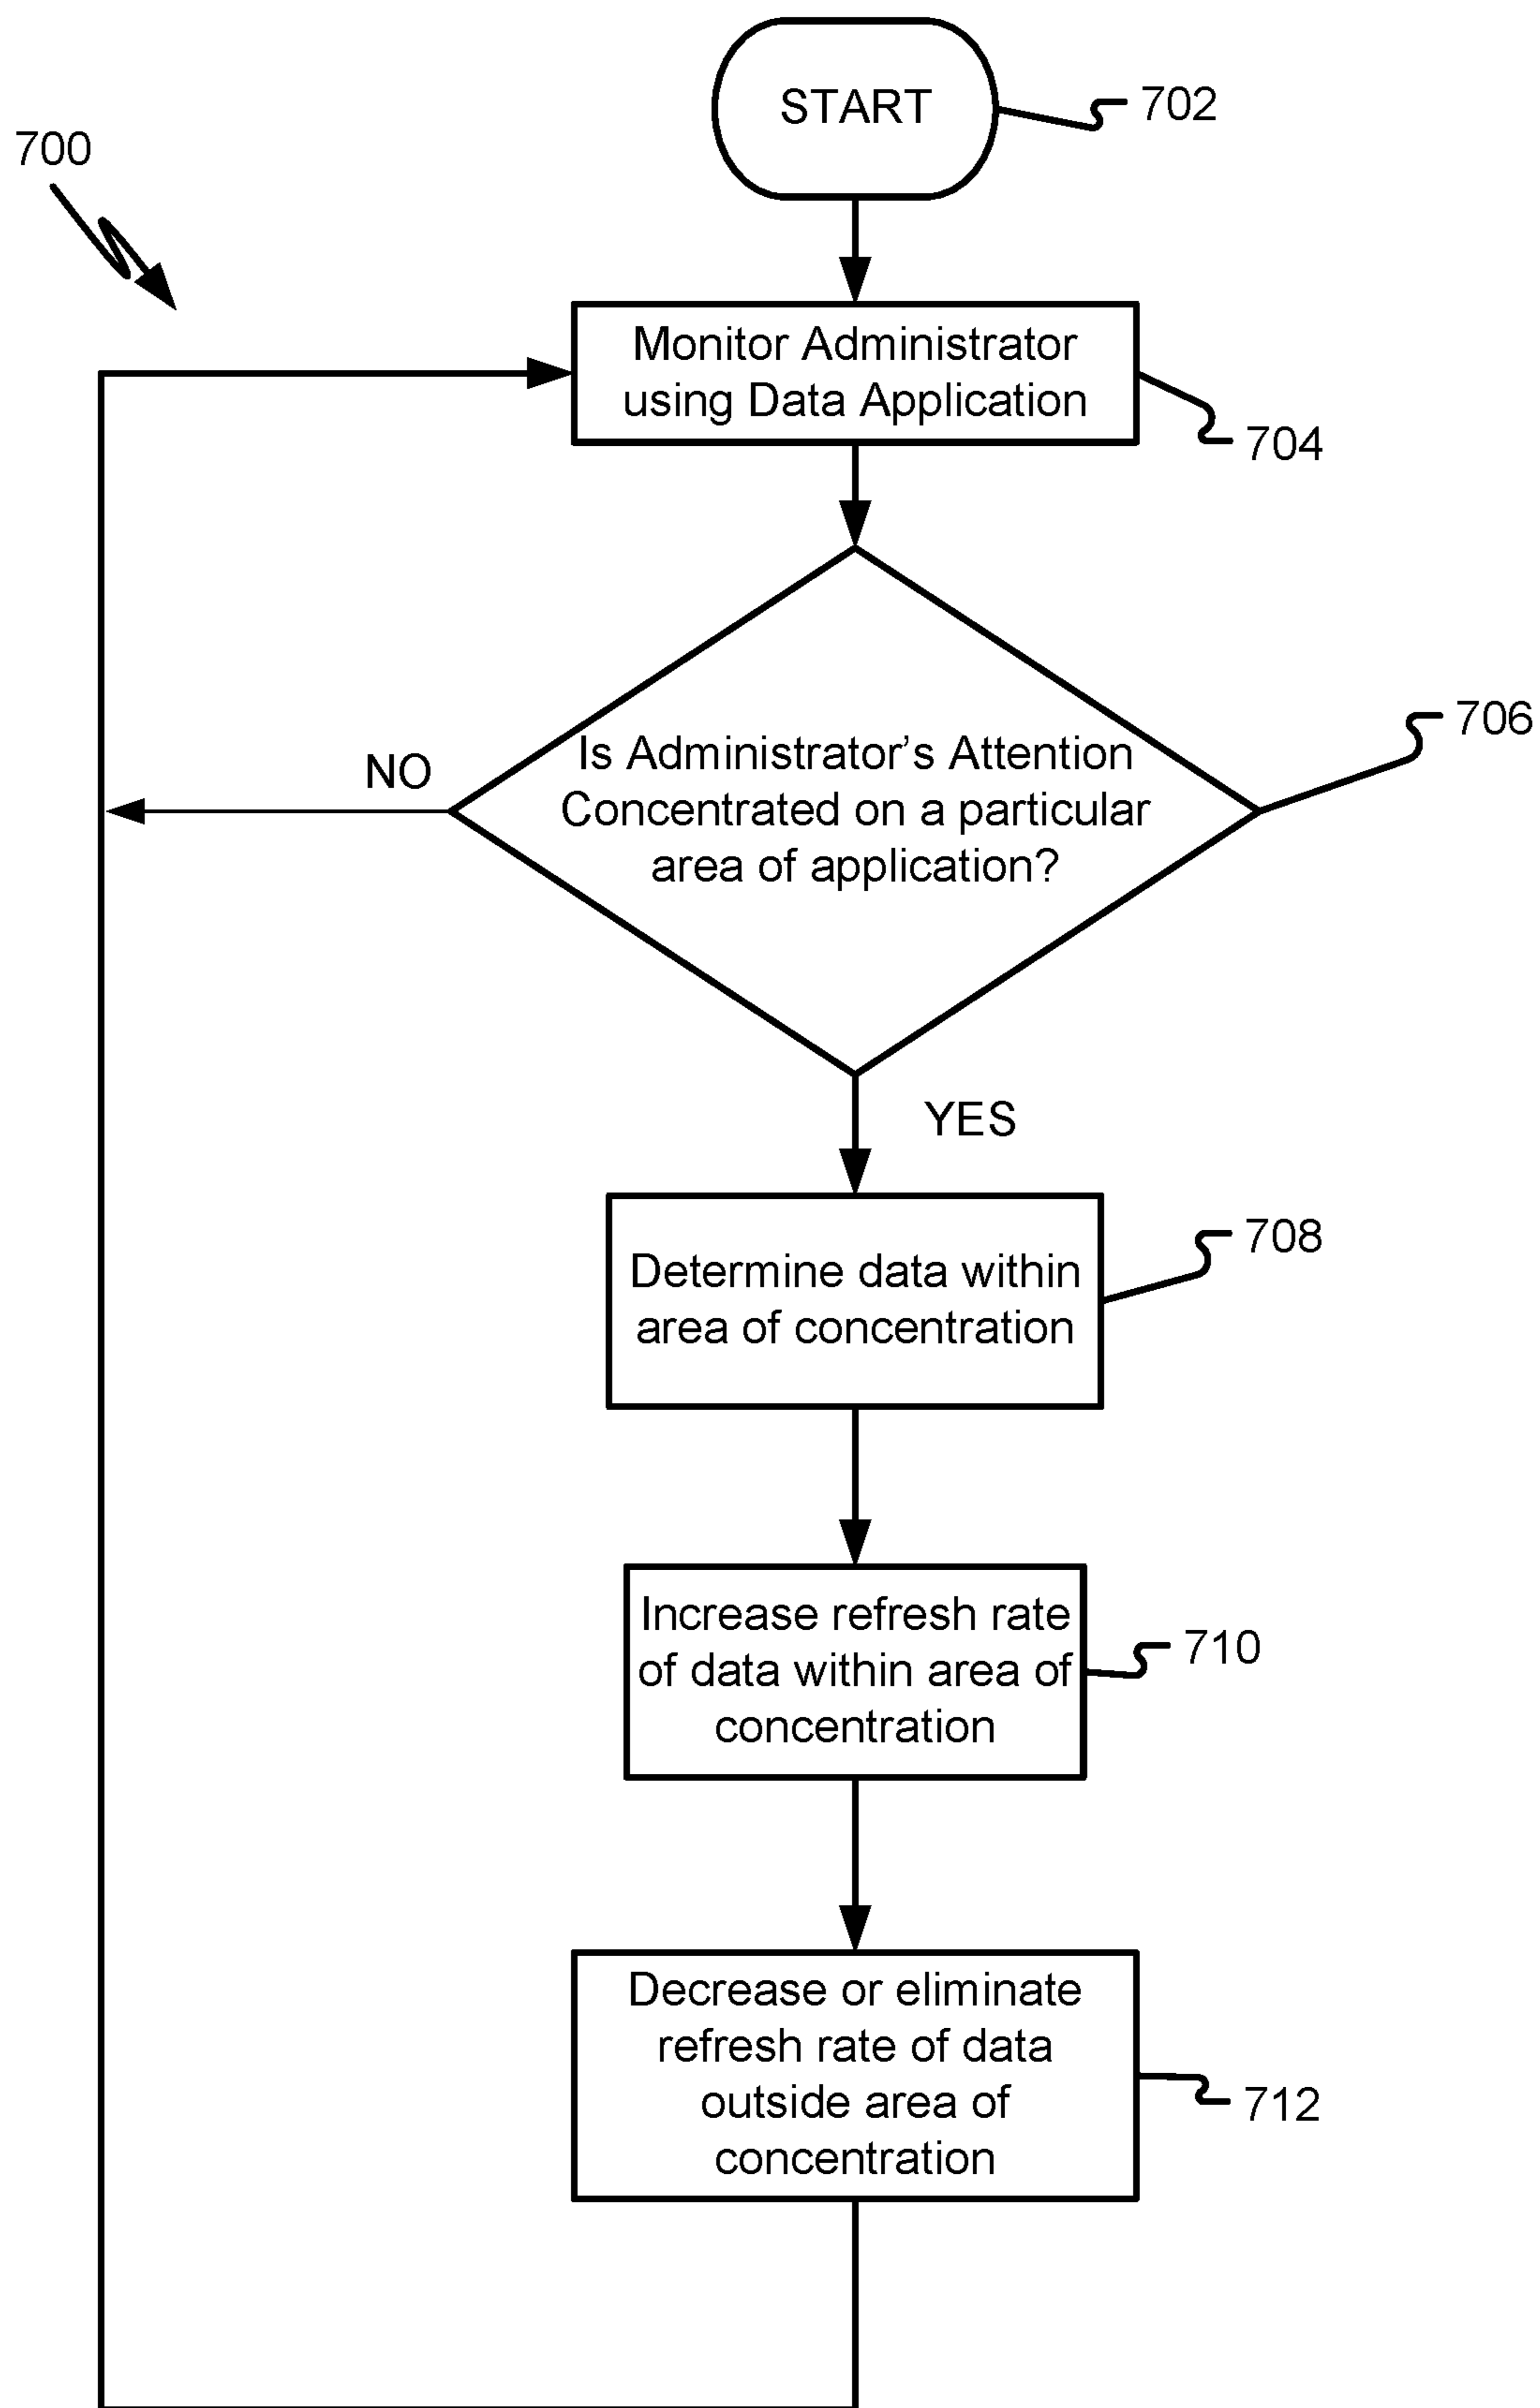 START
702
700
Monitor Administrator
using Data Application
704
Is Administrator's Attention
Concentrated on a particular
area of application?
706
NO
YES
Determine data within
area of concentration
708
Increase refresh rate
of data within area of
concentration
710
Decrease or eliminate
refresh rate of data
outside area of
concentration
712